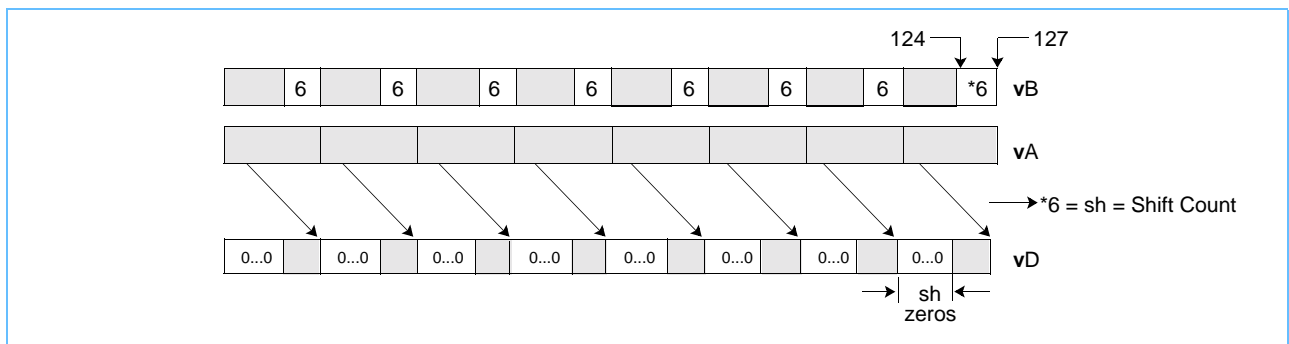 124 127
6 6 6 6 6 6 6 *6 vB
vA
*6 = sh = Shift Count
0...0 0...0 0...0 0...0 0...0 0...0 0...0 0...0 vD
sh
zeros